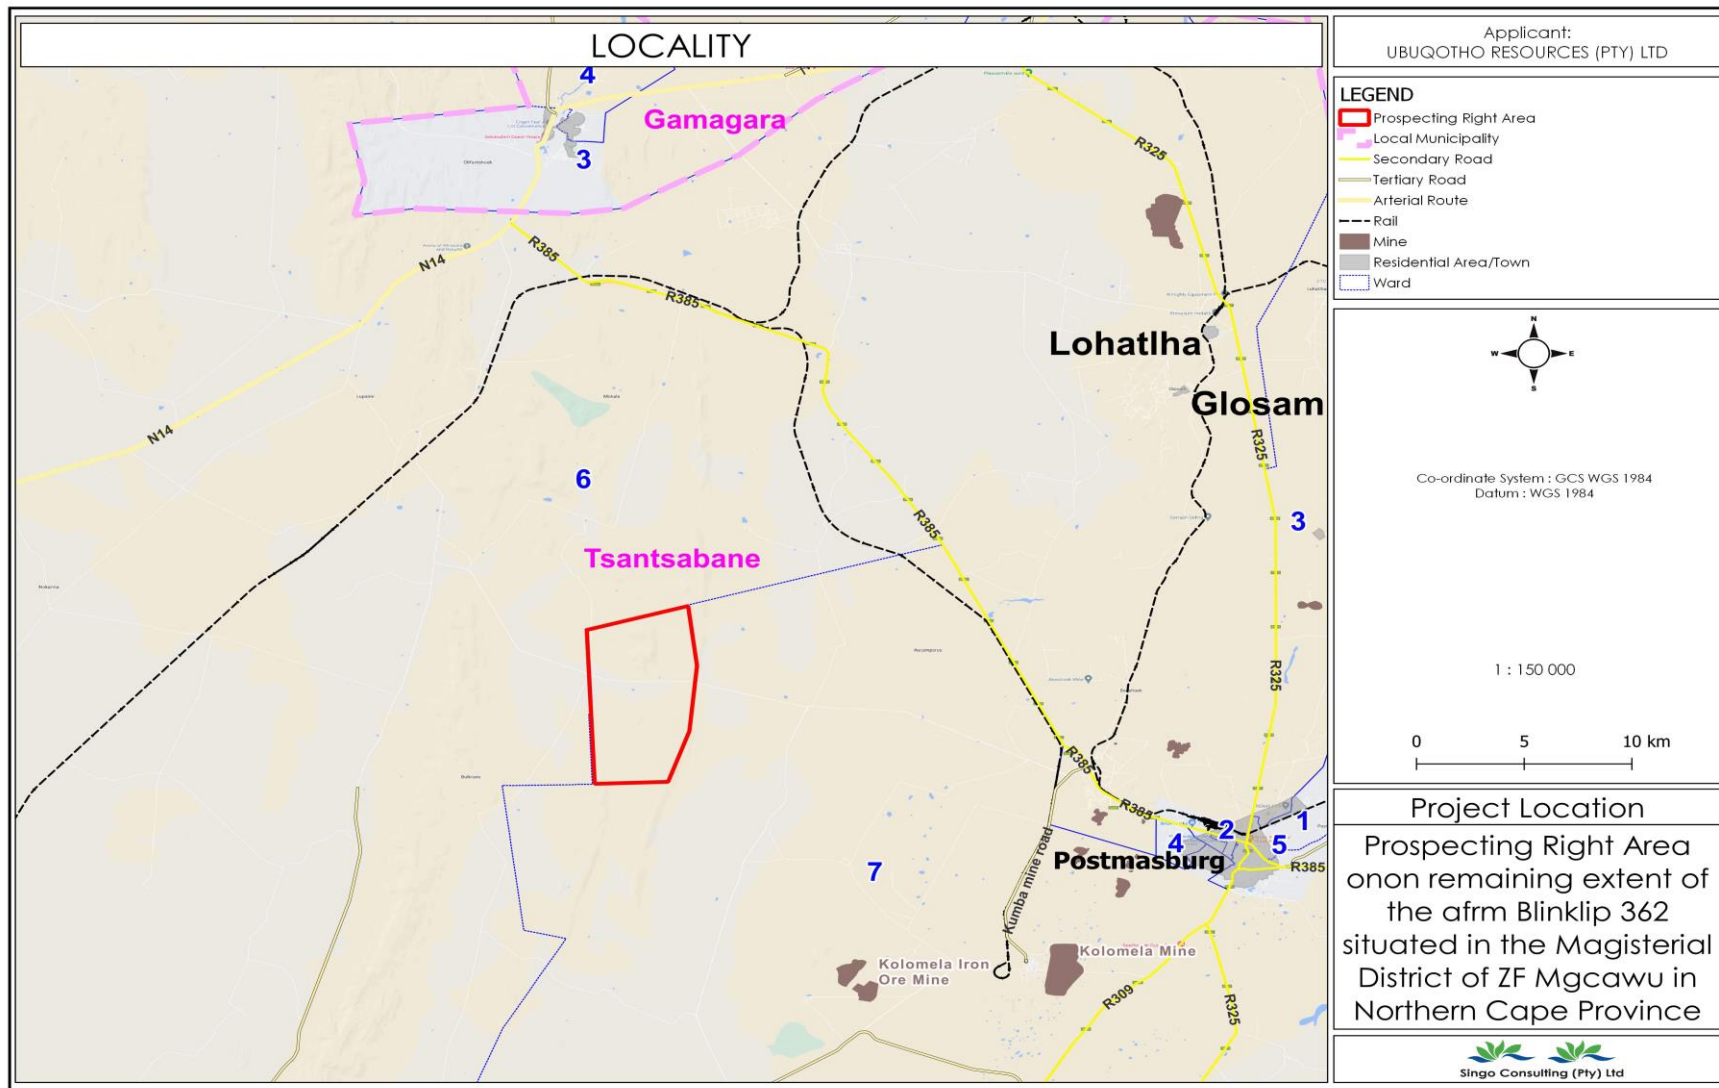 LOCALITY
Applicant:
UBUQOTHO RESOURCES (PTY) LTD
LEGEND
Prospecting Right Area
Local Municipality
Secondary Road
Tertiary Road
Arterial Route
Rail
Mine
Residential Area/Town
Ward
N
W
E
S
Co-ordinate System : GCS WGS 1984
Datum : WGS 1984
1 : 150 000
0
5
10 km
Project Location
Prospecting Right Area
onon remaining extent of
the afrm Blinklip 362
situated in the Magisterial
District of ZF Mgcawu in
Northern Cape Province
Singo Consulting (Pty) Ltd
4
Gamagara
3
R325
R385
N14
R385
Lohatlha
Glosam
N14
R325
6
3
R385
Tsantsabane
R325
R385
R385
1
2
4
5
Postmasburg
R385
7
Kumba mine road
Kolomela Mine
Kolomela Iron
Ore Mine
R309
R325